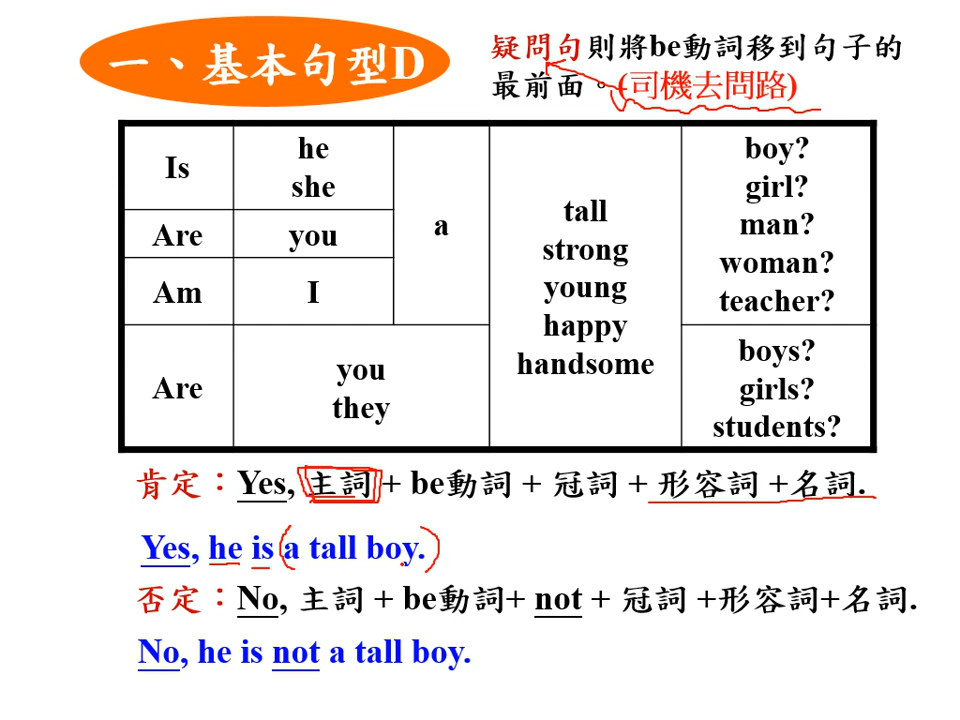 一、基本句型D
疑問句則將be動詞移到句子的
最前面。(司機去問路)
Is
he
she
a
tall
strong
young
happy
handsome
boy?
girl?
man?
woman?
teacher?
Are
you
Am
I
Are
you
they
boys?
girls?
students?
肯定：Yes, 主詞 + be動詞 + 冠詞 + 形容詞 +名詞.
Yes, he is a tall boy.
否定：No, 主詞 + be動詞+ not + 冠詞 +形容詞+名詞.
No, he is not a tall boy.